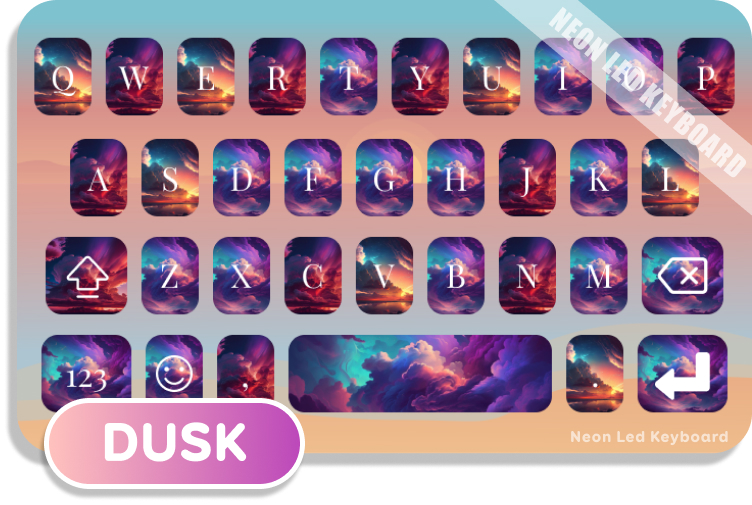 NEON LED KEYBOARD
Q W E R T Y U I O P
A S D F G H J K L
Z X C V B N M
123 , .
Neon Led Keyboard
DUSK